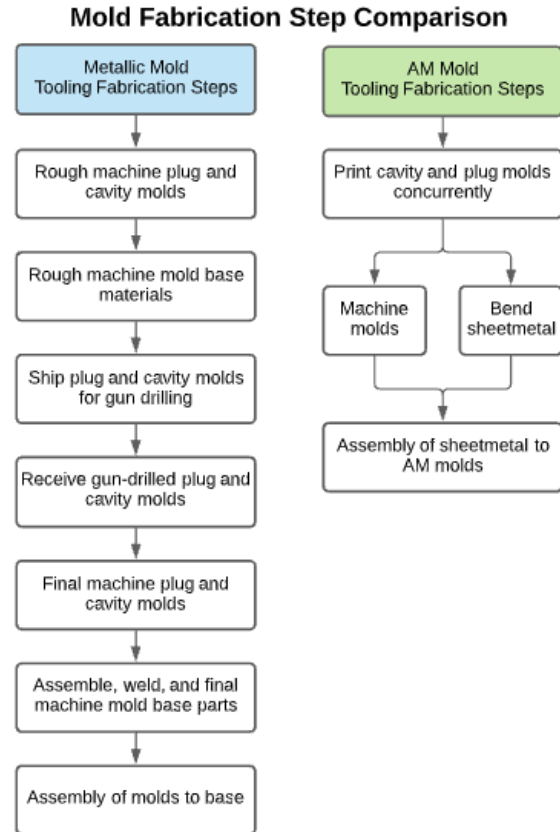 Mold Fabrication Step Comparison
Metallic Mold
Tooling Fabrication Steps
Rough machine plug and
cavity molds
Rough machine mold base
materials
Ship plug and cavity molds
for gun drilling
Receive gun-drilled plug and
cavity molds
Final machine plug and
cavity molds
Assemble, weld, and final
machine mold base parts
Assembly of molds to base
AM Mold
Tooling Fabrication Steps
Print cavity and plug molds
concurrently
Machine
molds
Bend
sheetmetal
Assembly of sheetmetal to
AM molds